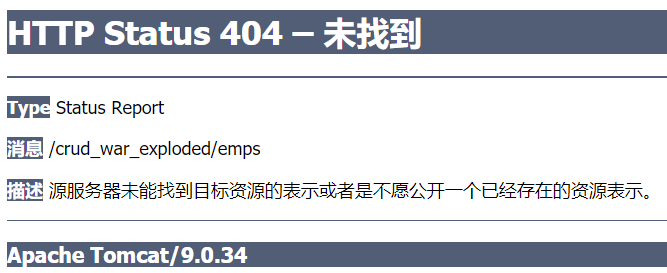 HTTP Status 404 – 未找到
Type Status Report
消息 /crud_war_exploded/emps
描述 源服务器未能找到目标资源的表示或者是不愿公开一个已经存在的资源表示。
Apache Tomcat/9.0.34